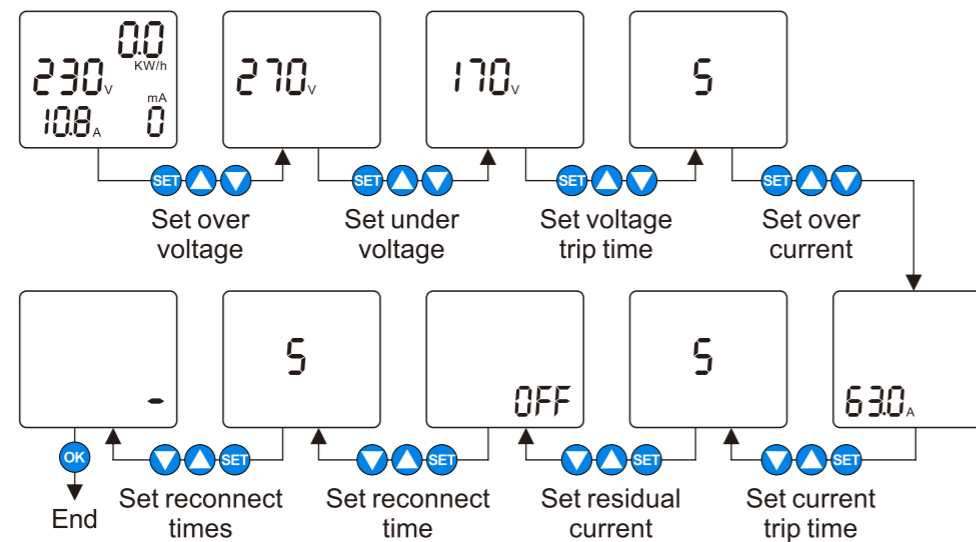 0.0
KW/h
230 V
mA
10.8 A
0
270 V
170 V
5
SET
SET
SET
SET
Set over
voltage
Set under
voltage
Set voltage
trip time
Set over
current
-
5
OFF
5
63.0 A
OK
SET
SET
SET
SET
End
Set reconnect
times
Set reconnect
time
Set residual
current
Set current
trip time